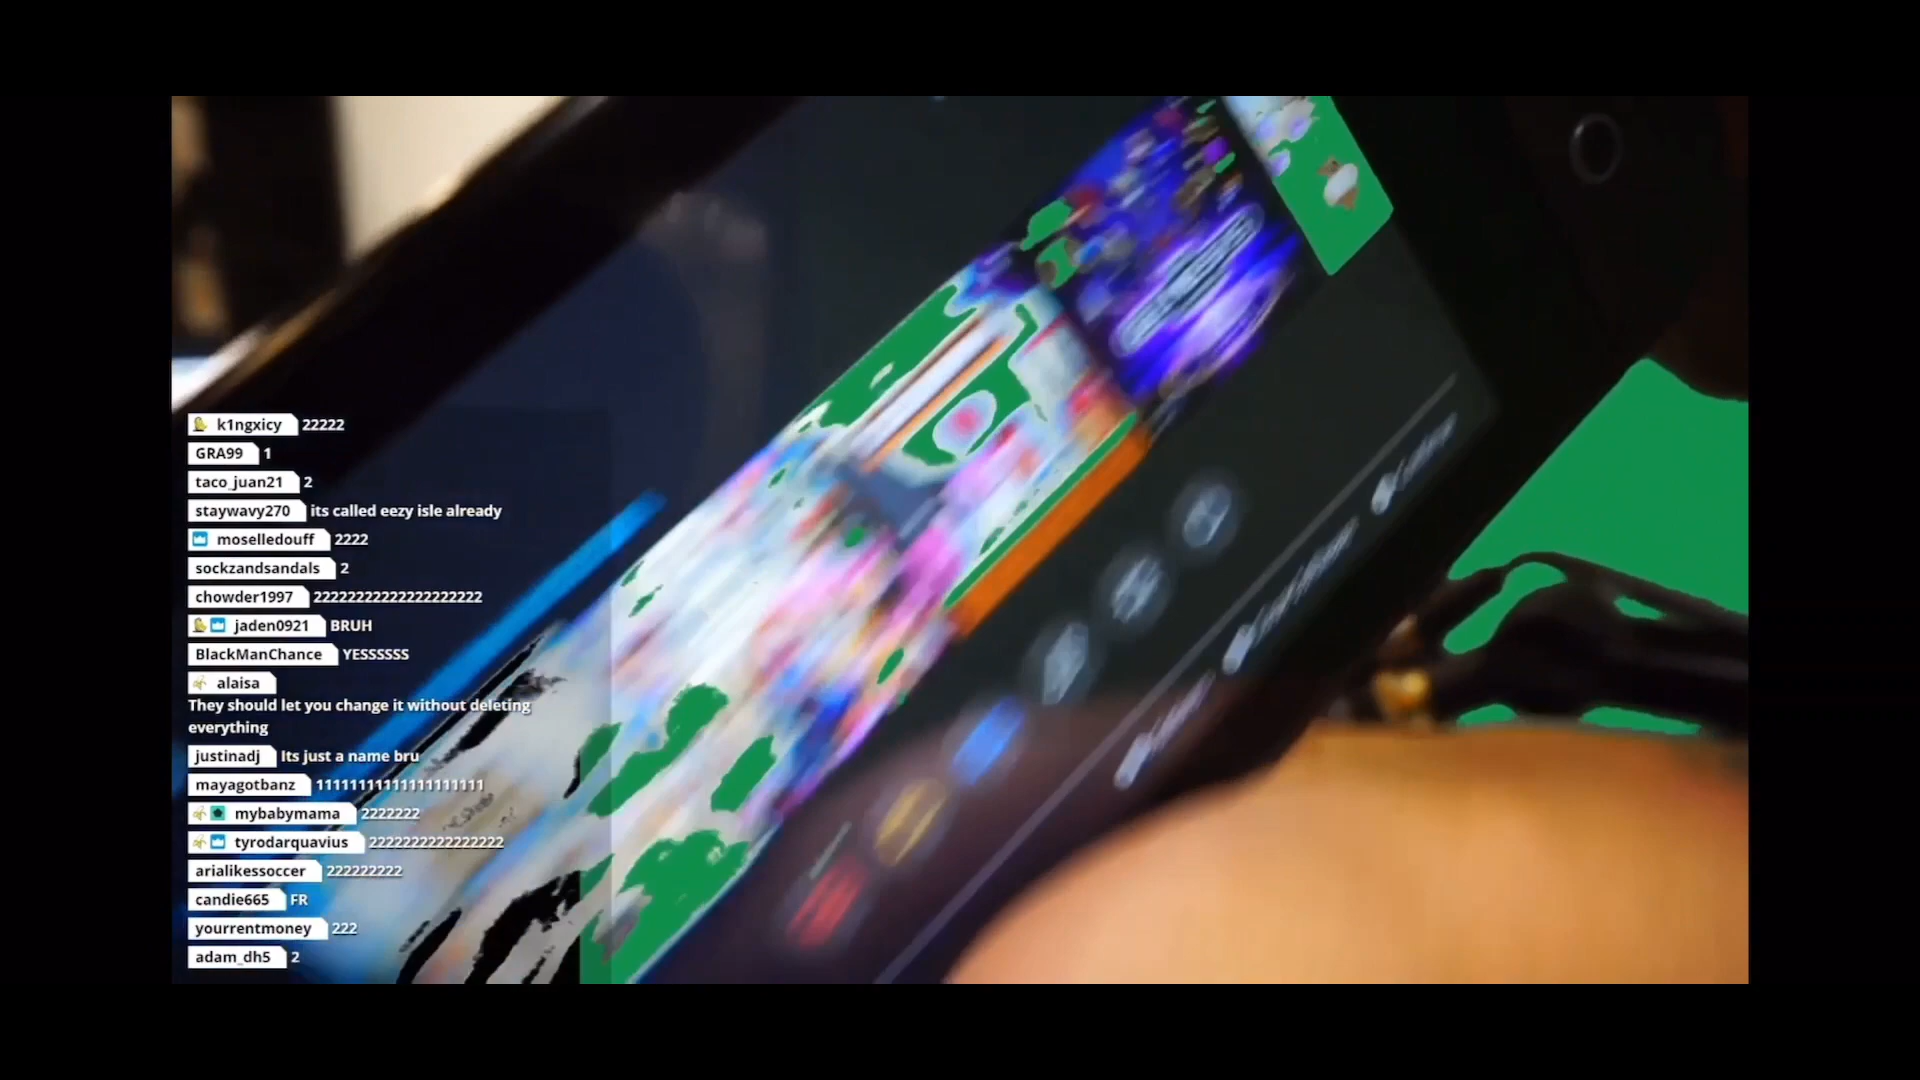 k1ngxicy 22222
GRA99 1
taco_juan21 2
staywavy270 its called eezy isle already
moselledouff 2222
sockzandsandals 2
chowder1997 22222222222222222222
jaden0921 BRUH
BlackManChance YESSSSSS
alaisa
They should let you change it without deleting
everything
justinadj Its just a name bru
mayagotbanz 11111111111111111111
mybabymama 2222222
tyrodarquavius 2222222222222222
arialikessoccer 222222222
candie665 FR
yourrentmoney 222
adam_dh5 2